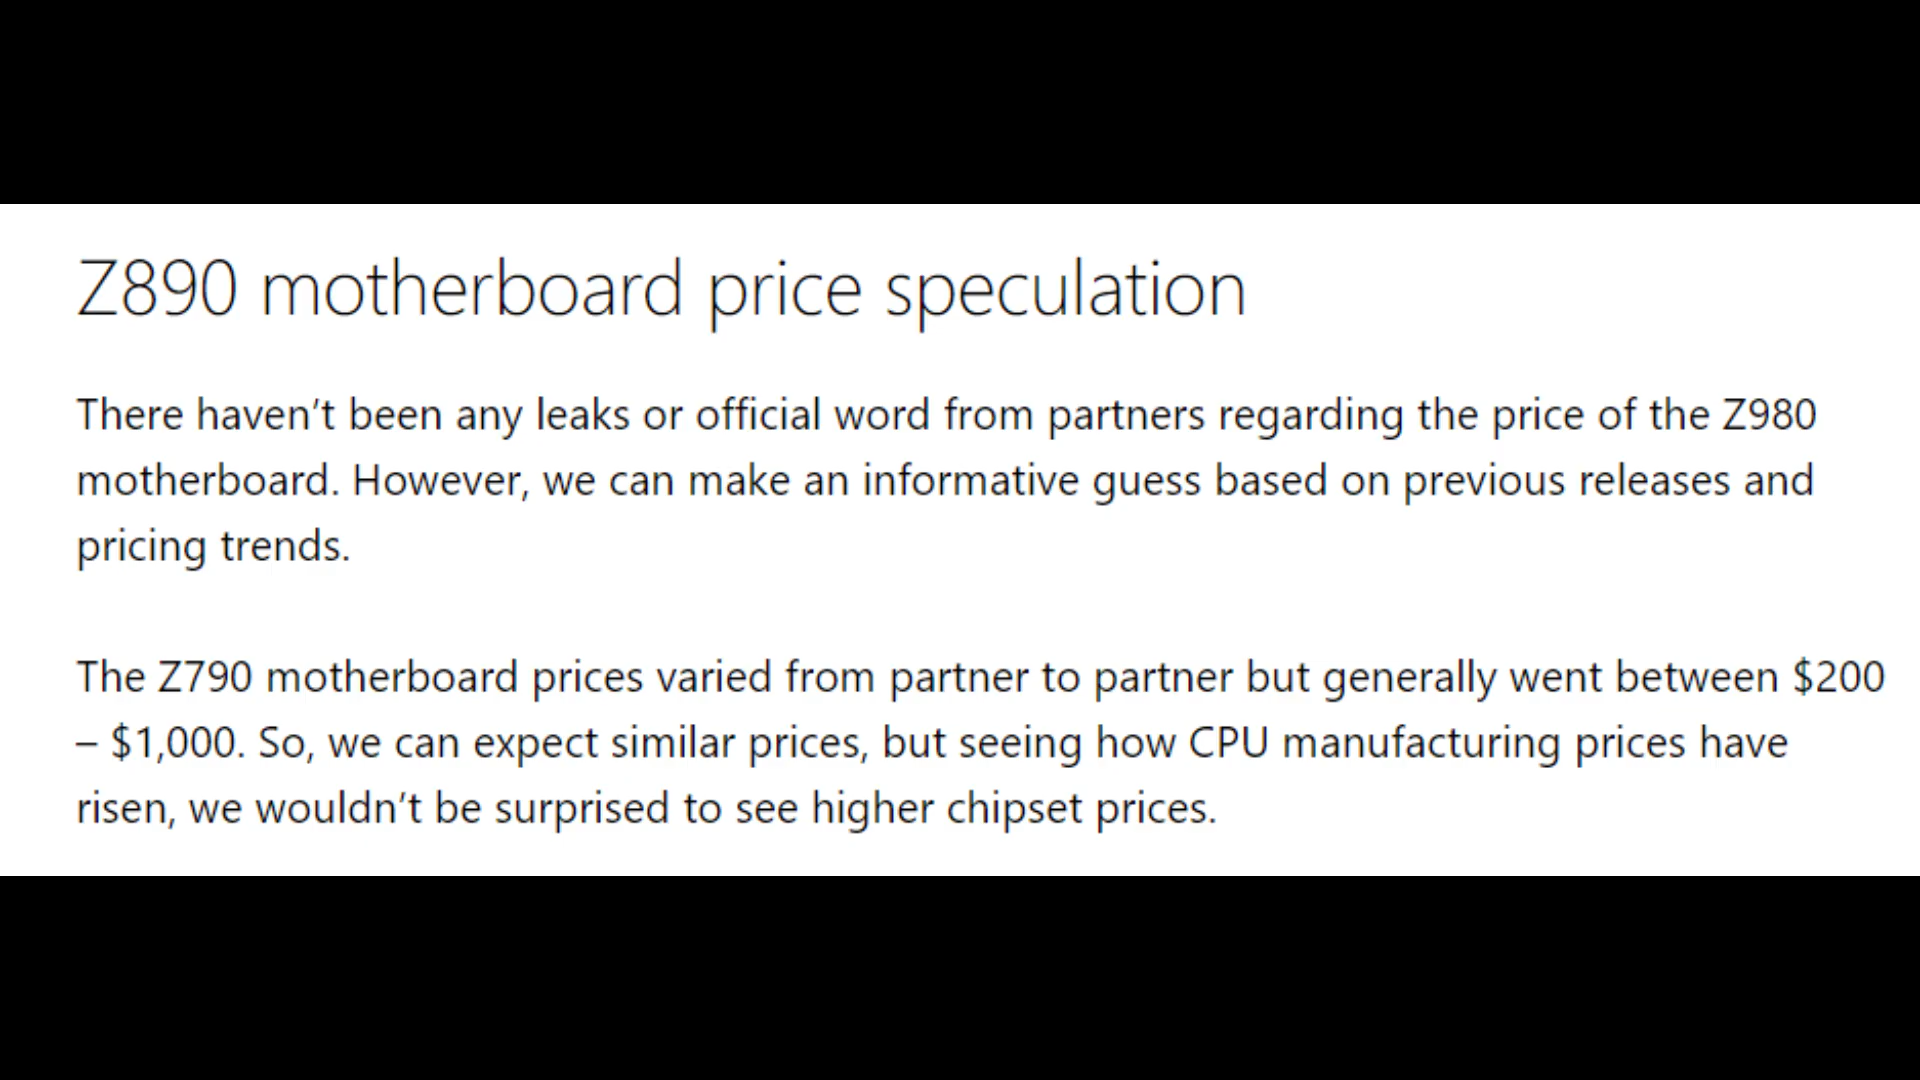 Z890 motherboard price speculation
There haven’t been any leaks or official word from partners regarding the price of the Z980
motherboard. However, we can make an informative guess based on previous releases and
pricing trends.
The Z790 motherboard prices varied from partner to partner but generally went between $200
– $1,000. So, we can expect similar prices, but seeing how CPU manufacturing prices have
risen, we wouldn’t be surprised to see higher chipset prices.